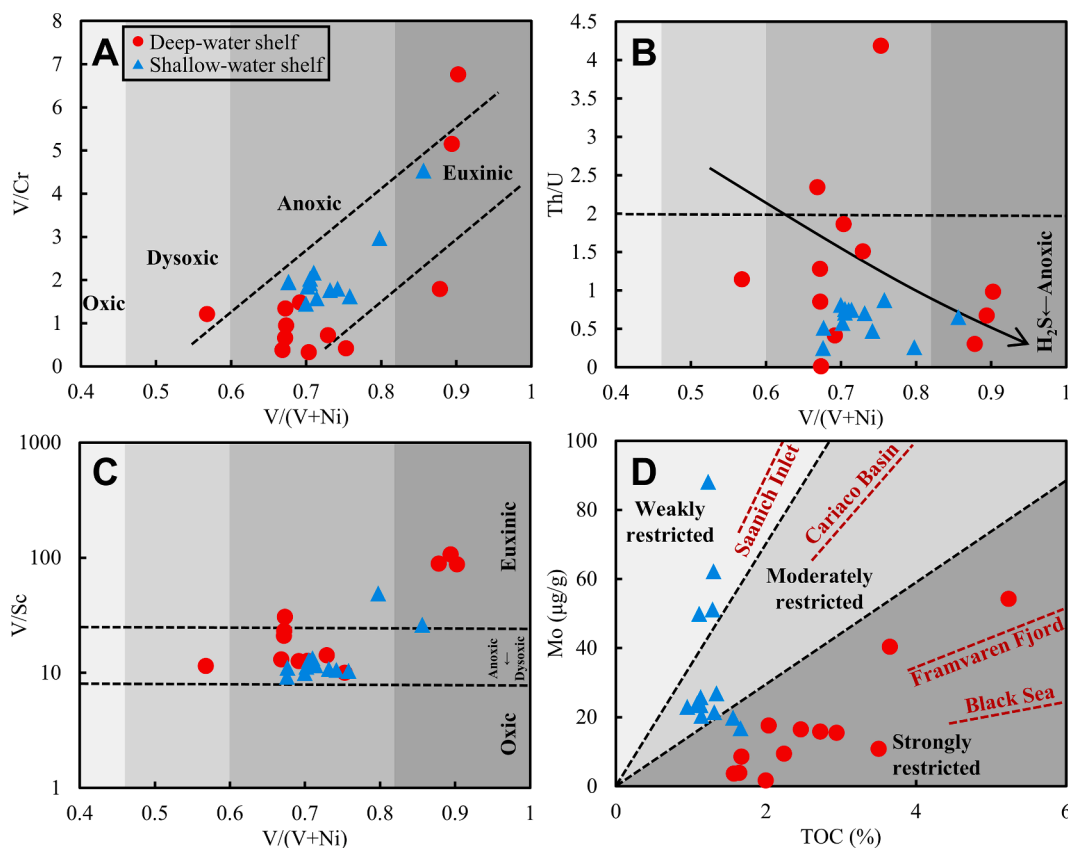 A
Deep-water shelf
Shallow-water shelf
V/Cr
8
7
6
5
4
3
2
1
0
Euxinic
Anoxic
Dysoxic
Oxic
0.4 0.5 0.6 0.7 0.8 0.9 1
V/(V+Ni)
B
Th/U
4.5
4
3.5
3
2.5
2
1.5
1
0.5
0
H₂S←Anoxic
0.4 0.5 0.6 0.7 0.8 0.9 1
V/(V+Ni)
C
V/Sc
1000
100
10
1
Euxinic
Anoxic
←
Dysoxic
Oxic
0.4 0.5 0.6 0.7 0.8 0.9 1
V/(V+Ni)
D
Mo (μg/g)
100
80
60
40
20
0
Weakly
restricted
Saanich Inlet
Cariaco Basin
Moderately
restricted
Framvaren Fjord
Black Sea
Strongly
restricted
0 2 4 6
TOC (%)